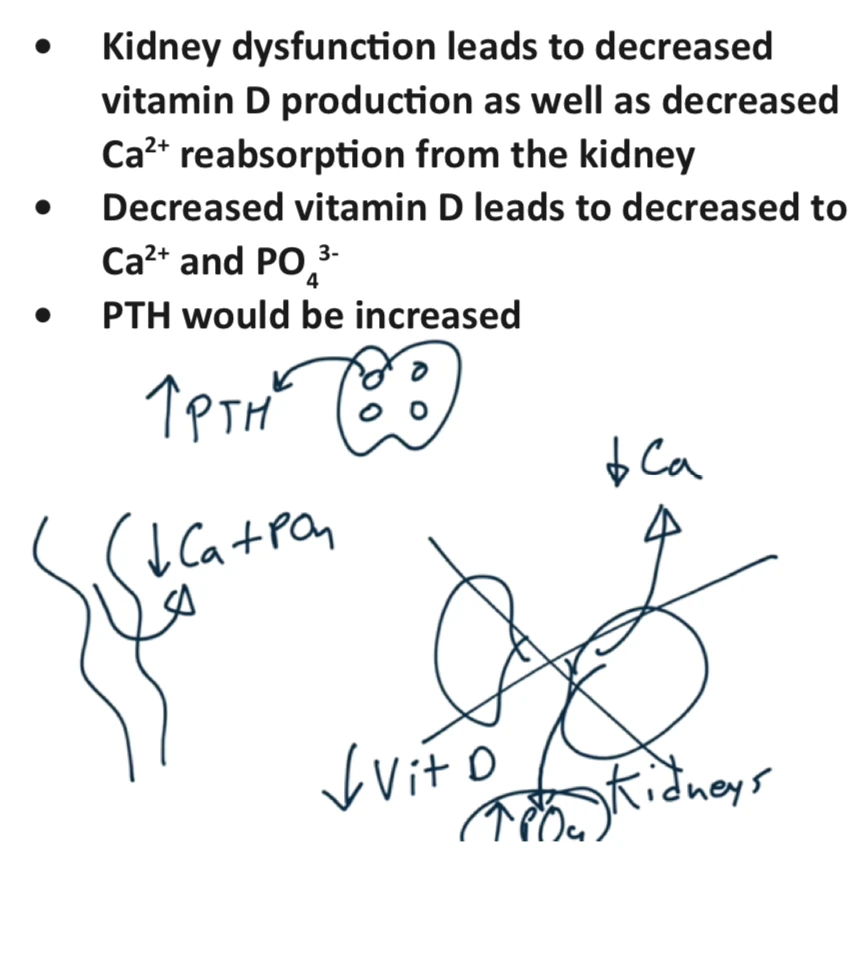 • Kidney dysfunction leads to decreased
vitamin D production as well as decreased
Ca²⁺ reabsorption from the kidney
• Decreased vitamin D leads to decreased to
Ca²⁺ and PO₄³⁻
• PTH would be increased
↑PTH
↓Ca
↓Ca+PO4
↓Vit D
Kidneys
↑PO4